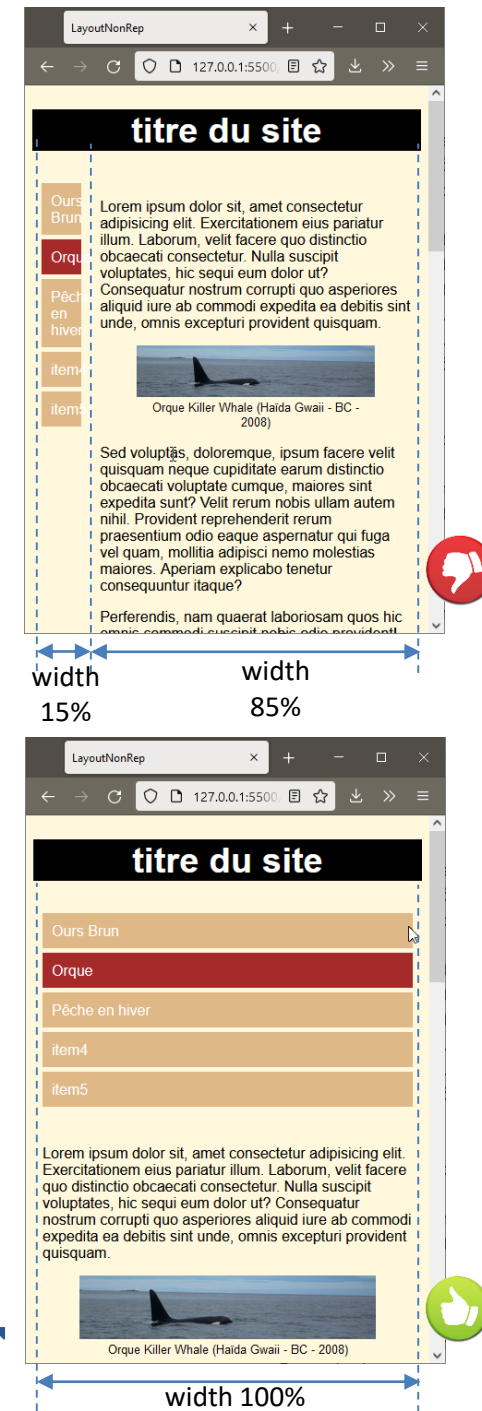 LayoutNonRep
127.0.0.1:5500
titre du site
Ours
Brun
Orqu
Pêch
en
hiver
item4
item5
Lorem ipsum dolor sit, amet consectetur
adipisicing elit. Exercitationem eius pariatur
illum. Laborum, velit facere quo distinctio
obcaecati consectetur. Nulla suscipit
voluptates, hic sequi eum dolor ut?
Consequatur nostrum corrupti quo asperiores
aliquid iure ab commodi expedita ea debitis sint
unde, omnis excepturi provident quisquam.
Orque Killer Whale (Haïda Gwaii - BC -
2008)
Sed voluptas, doloremque, ipsum facere velit
quisquam neque cupiditate earum distinctio
obcaecati voluptate cumque, maiores sint
expedita sunt? Velit rerum nobis ullam autem
nihil. Provident reprehenderit rerum
praesentium odio eaque aspernatur qui fuga
vel quam, mollitia adipisci nemo molestias
maiores. Aperiam explicabo tenetur
consequuntur itaque?
Perferendis, nam quaerat laboriosam quos hic
omnis commodi suscipit nobis odio provident!
width
15%
width
85%
LayoutNonRep
127.0.0.1:5500
titre du site
Ours Brun
Orque
Pêche en hiver
item4
item5
Lorem ipsum dolor sit, amet consectetur adipisicing elit.
Exercitationem eius pariatur illum. Laborum, velit facere
quo distinctio obcaecati consectetur. Nulla suscipit
voluptates, hic sequi eum dolor ut? Consequatur
nostrum corrupti quo asperiores aliquid iure ab commodi
expedita ea debitis sint unde, omnis excepturi provident
quisquam.
Orque Killer Whale (Haïda Gwaii - BC - 2008)
width 100%